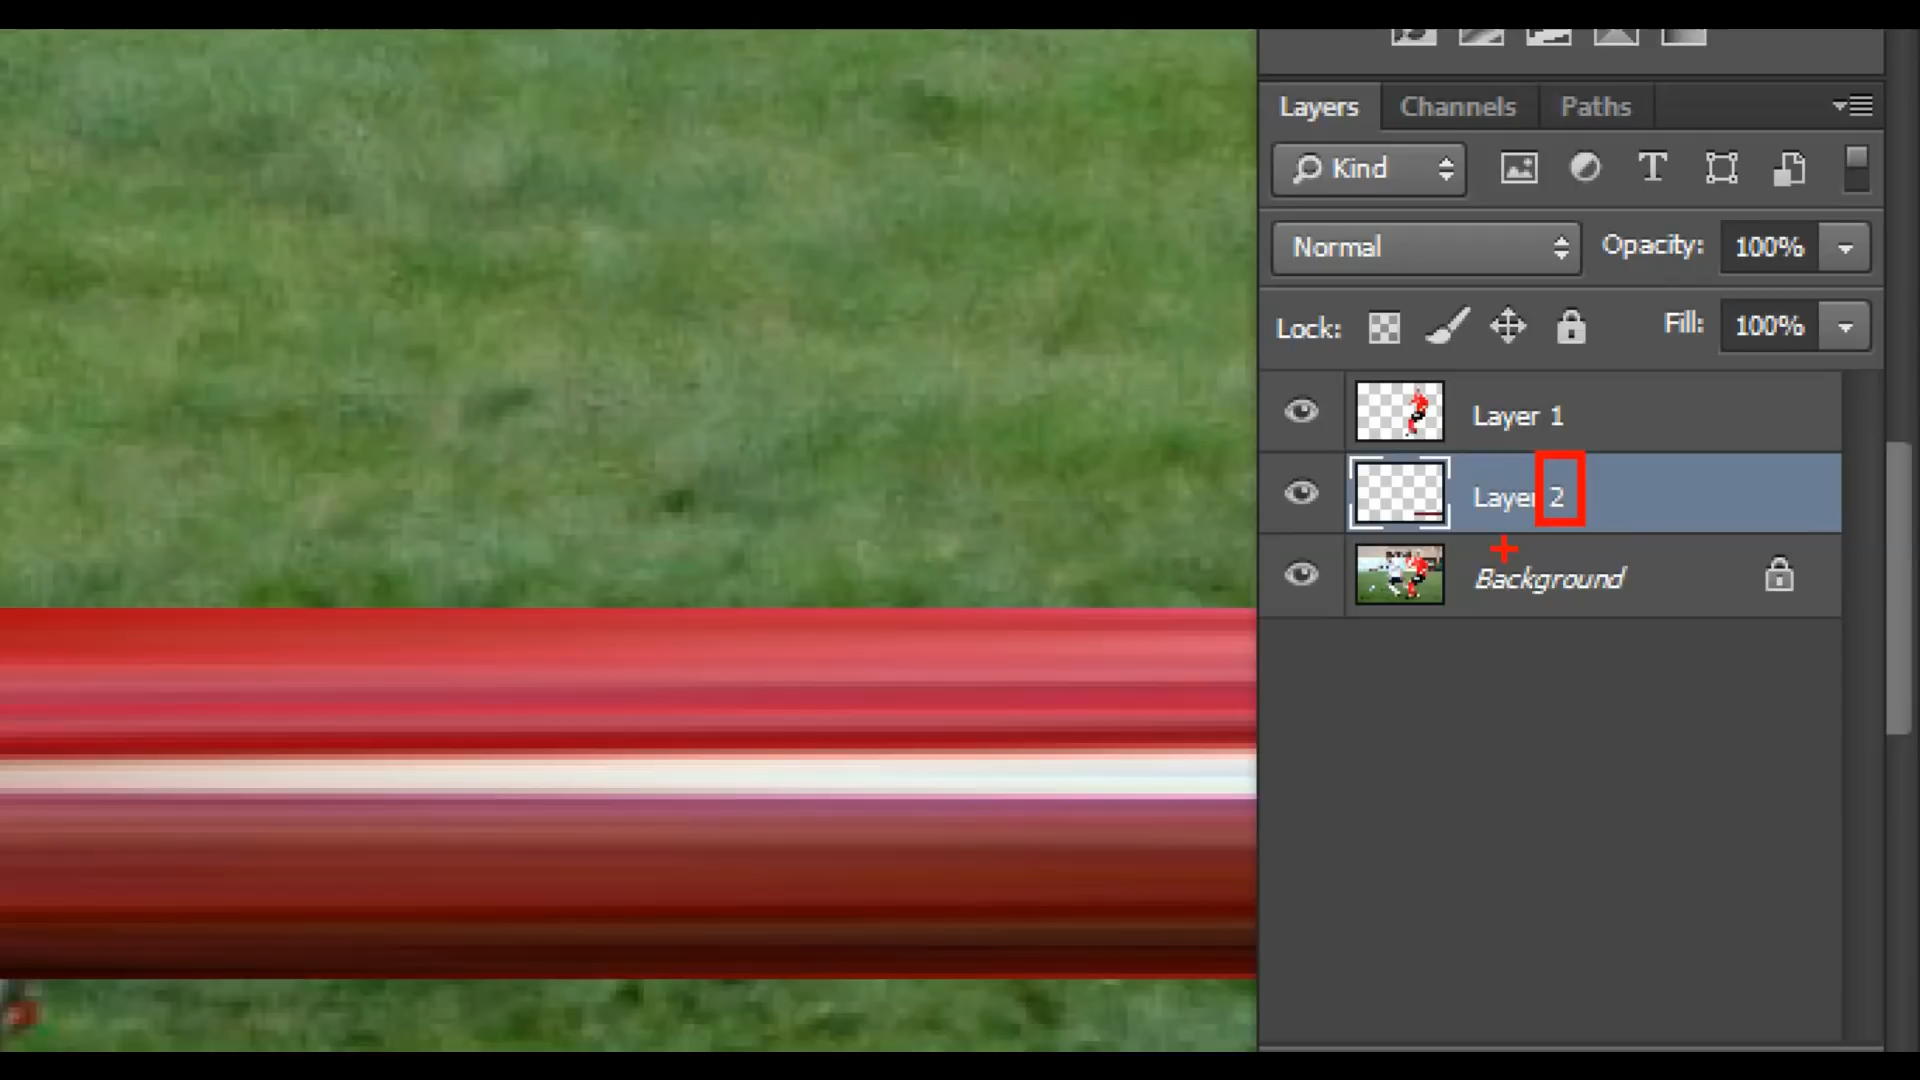 Layers Channels Paths
Kind T
Normal Opacity: 100%
Lock: Fill: 100%
Layer 1
Layer 2
Background